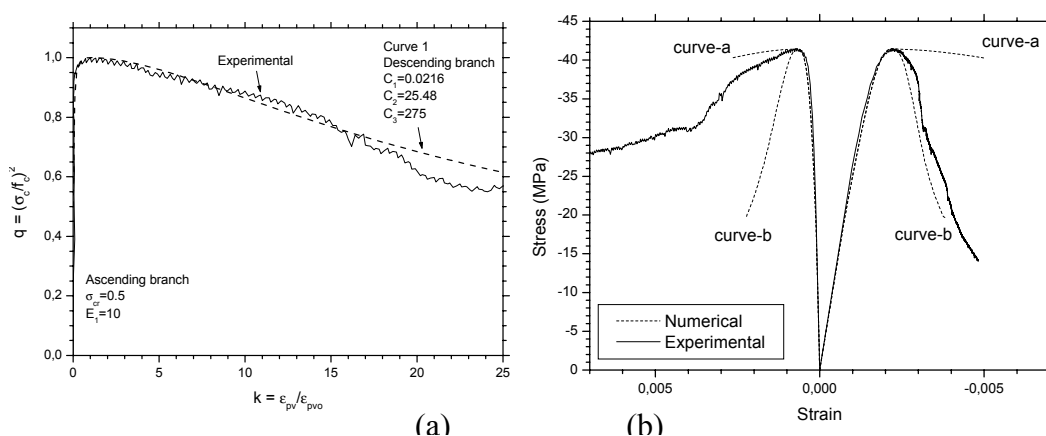 1,0
0,8
0,6
0,4
0,2
0,0
q = (σc/fc)²
Experimental
Curve 1
Descending branch
C1=0.0216
C2=25.48
C3=275
Ascending branch
σcr=0.5
E1=10
0 5 10 15 20 25
k = εpv/εpvo
(a)
-45
-40
-35
-30
-25
-20
-15
-10
-5
0
Stress (MPa)
curve-a
curve-a
curve-b
curve-b
Numerical
Experimental
0,005 0,000 -0,005
Strain
(b)